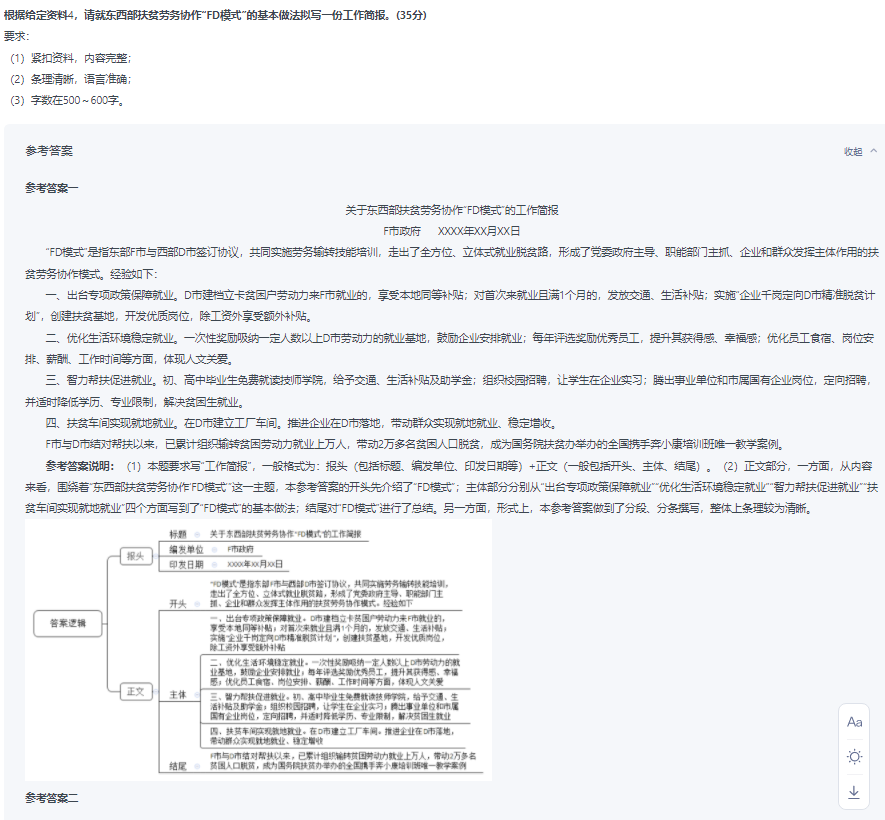 根据给定资料4，请就东西部扶贫劳务协作“FD模式”的基本做法拟写一份工作简报。(35分)
要求：
（1）紧扣资料，内容完整；
（2）条理清晰，语言准确；
（3）字数在500～600字。
参考答案
收起
参考答案一
关于东西部扶贫劳务协作“FD模式”的工作简报
F市政府 XXXX年XX月XX日
“FD模式”是指东部F市与西部D市签订协议，共同实施劳务输转技能培训，走出了全方位、立体式就业脱贫路，形成了党委政府主导、职能部门主抓、企业和群众发挥主体作用的扶
贫劳务协作模式。经验如下：
一、出台专项政策保障就业。D市建档立卡贫困户劳动力来F市就业的，享受本地同等补贴；对首次来就业且满1个月的，发放交通、生活补贴；实施“企业千岗定向D市精准脱贫计
划”，创建扶贫基地，开发优质岗位，除工资外享受额外补贴。
二、优化生活环境稳定就业。一次性奖励吸纳一定人数以上D市劳动力的就业基地，鼓励企业安排就业；每年评选奖励优秀员工，提升其获得感、幸福感；优化员工食宿、岗位安
排、薪酬、工作时间等方面，体现人文关爱。
三、智力帮扶促进就业。初、高中毕业生免费就读技师学院，给予交通、生活补贴及助学金；组织校园招聘，让学生在企业实习；腾出事业单位和市属国有企业岗位，定向招聘，
并适时降低学历、专业限制，解决贫困生就业。
四、扶贫车间实现就地就业。在D市建立工厂车间。推进企业在D市落地，带动群众实现就地就业、稳定增收。
F市与D市结对帮扶以来，已累计组织输转贫困劳动力就业上万人，带动2万多名贫困人口脱贫，成为国务院扶贫办举办的全国携手奔小康培训班唯一教学案例。
参考答案说明：（1）本题要求写“工作简报”，一般格式为：报头（包括标题、编发单位、印发日期等）+正文（一般包括开头、主体、结尾）。（2）正文部分，一方面，从内容
来看，围绕着“东西部扶贫劳务协作‘FD模式’”这一主题，本参考答案的开头先介绍了“FD模式”；主体部分分别从“出台专项政策保障就业”“优化生活环境稳定就业”“智力帮扶促进就业”“扶
贫车间实现就地就业”四个方面写到了“FD模式”的基本做法；结尾对“FD模式”进行了总结。另一方面，形式上，本参考答案做到了分段、分条撰写，整体上条理较为清晰。
答案逻辑
报头
标题 关于东西部扶贫劳务协作“FD模式”的工作简报
编发单位 F市政府
印发日期 XXXX年XX月XX日
正文
开头
“FD模式”是指东部F市与西部D市签订协议，共同实施劳务输转技能培训，
走出了全方位、立体式就业脱贫路，形成了党委政府主导、职能部门主
抓、企业和群众发挥主体作用的扶贫劳务协作模式。经验如下
主体
一、出台专项政策保障就业。D市建档立卡贫困户劳动力来F市就业的，
享受本地同等补贴；对首次来就业且满1个月的，发放交通、生活补贴；
实施“企业千岗定向D市精准脱贫计划”，创建扶贫基地，开发优质岗位，
除工资外享受额外补贴
二、优化生活环境稳定就业。一次性奖励吸纳一定人数以上D市劳动力的就
业基地，鼓励企业安排就业；每年评选奖励优秀员工，提升其获得感、幸福
感；优化员工食宿、岗位安排、薪酬、工作时间等方面，体现人文关爱
三、智力帮扶促进就业。初、高中毕业生免费就读技师学院，给予交通、生
活补贴及助学金；组织校园招聘，让学生在企业实习；腾出事业单位和市属
国有企业岗位，定向招聘，并适时降低学历、专业限制，解决贫困生就业
四、扶贫车间实现就地就业。在D市建立工厂车间。推进企业在D市落地，
带动群众实现就地就业、稳定增收
结尾
F市与D市结对帮扶以来，已累计组织输转贫困劳动力就业上万人，带动2万多名
贫困人口脱贫，成为国务院扶贫办举办的全国携手奔小康培训班唯一教学案例
参考答案二
Aa